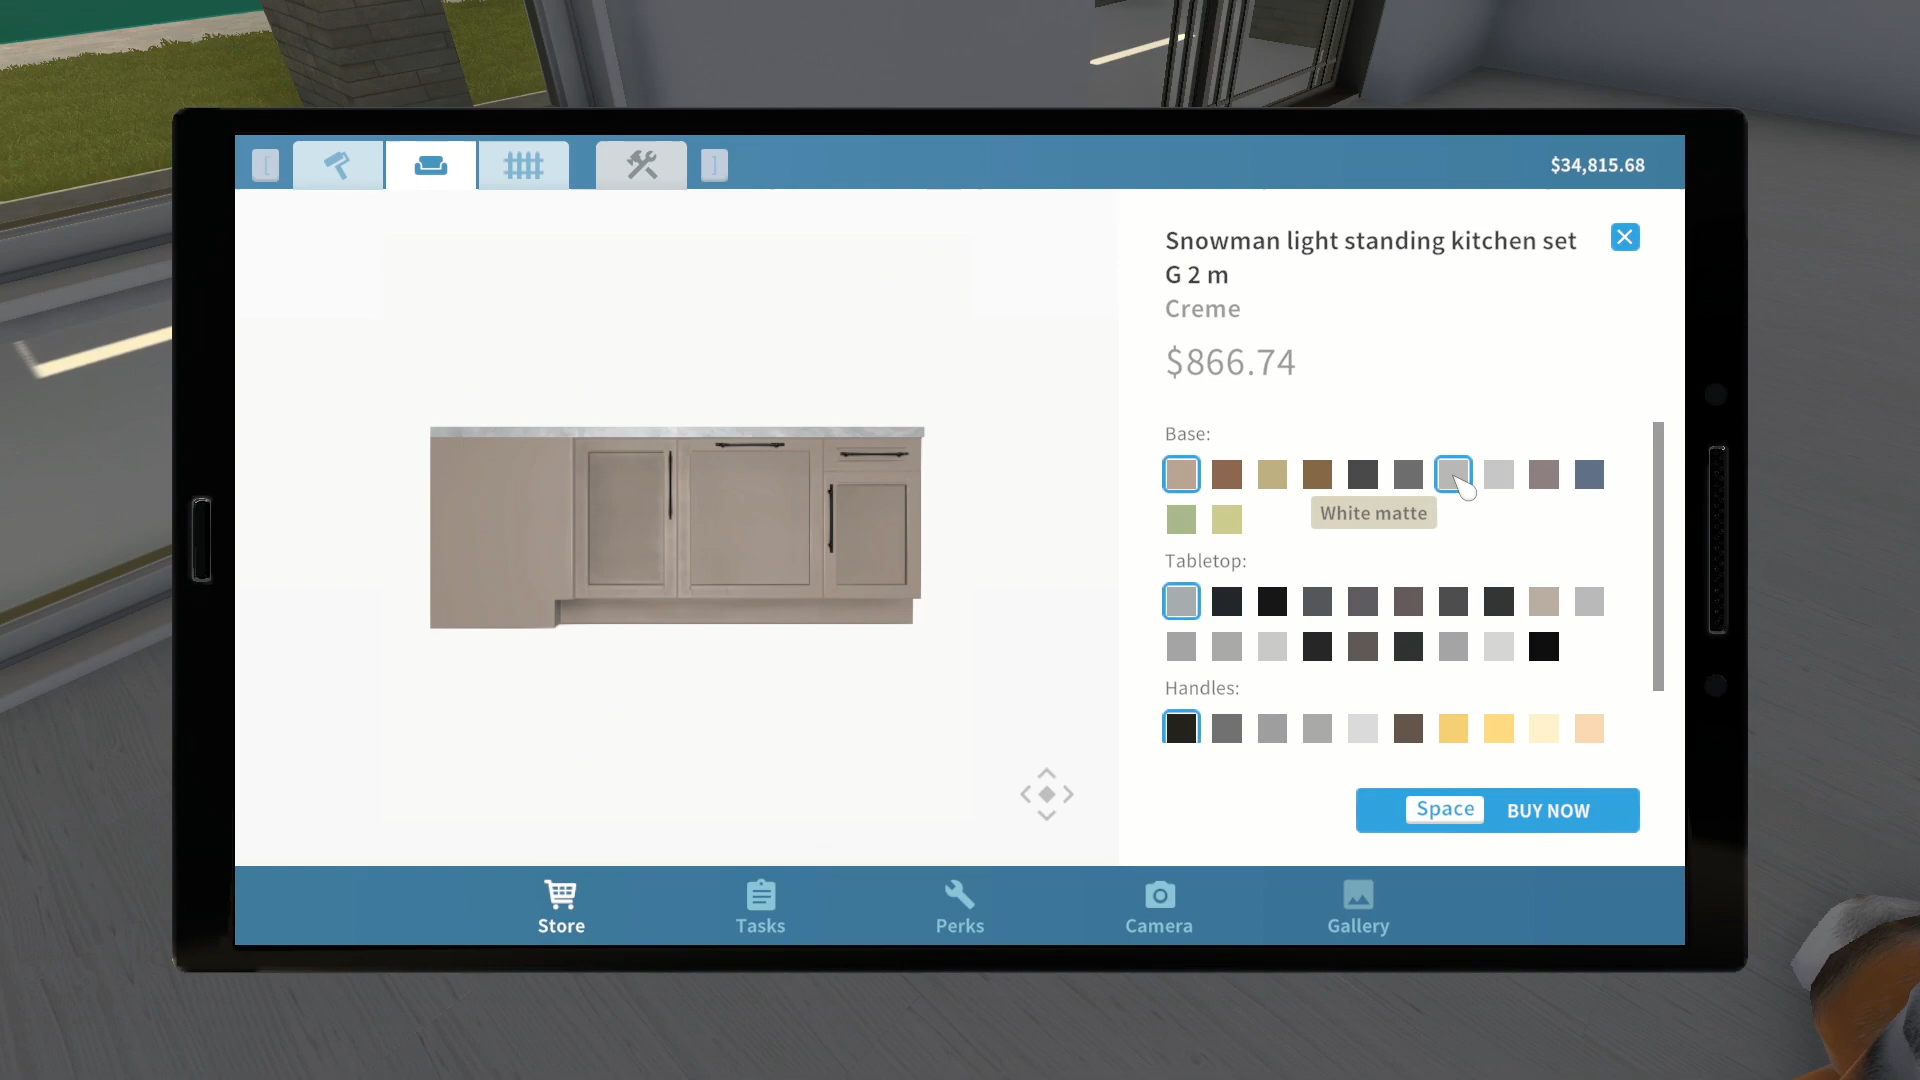 [
]
$34,815.68
Snowman light standing kitchen set
G 2 m
Creme
$866.74
Base:
White matte
Tabletop:
Handles:
Space BUY NOW
Store
Tasks
Perks
Camera
Gallery